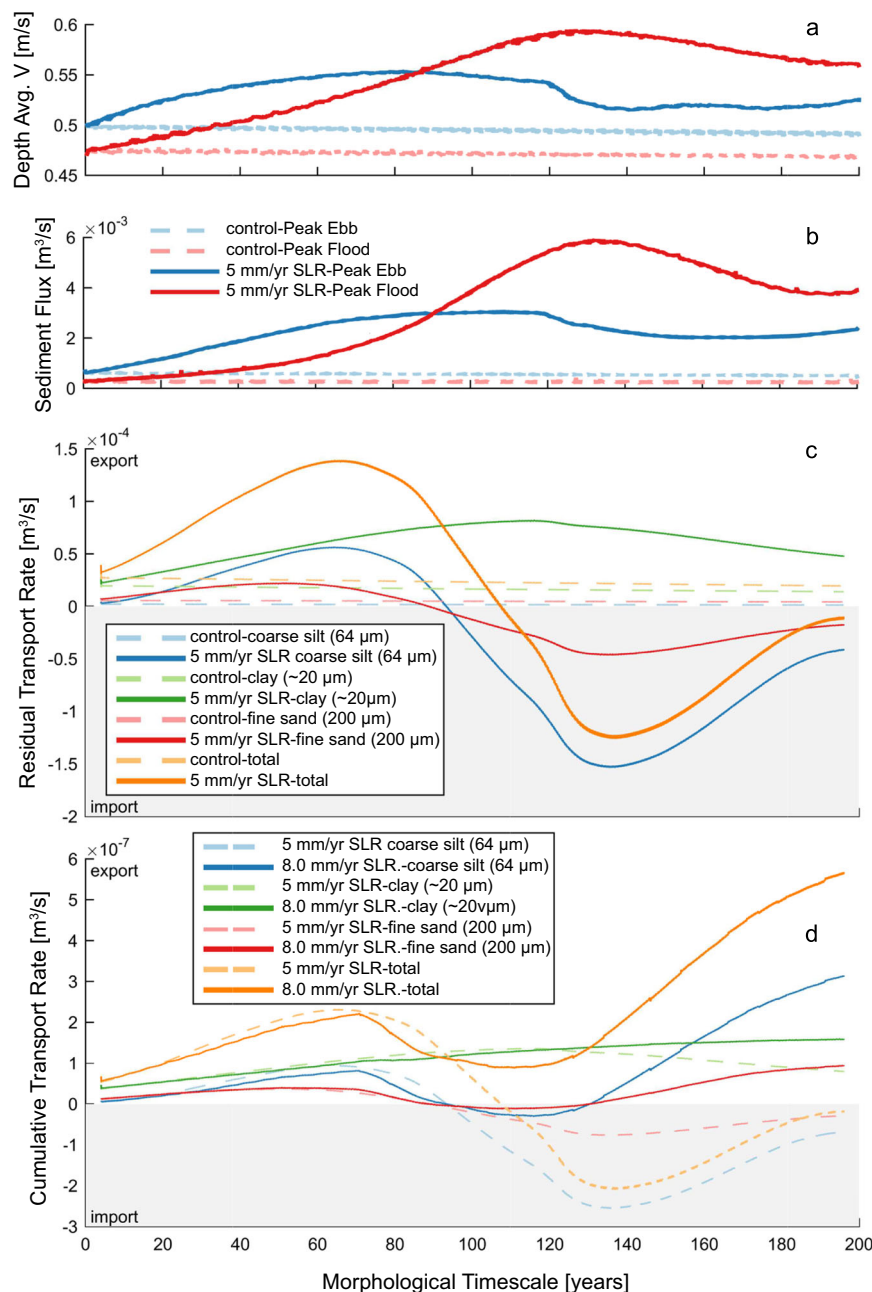 a
Depth Avg. V [m/s]
0.6
0.55
0.5
0.45
b
Sediment Flux [m³/s]
×10⁻³
6
4
2
0
control-Peak Ebb
control-Peak Flood
5 mm/yr SLR-Peak Ebb
5 mm/yr SLR-Peak Flood
c
Residual Transport Rate [m³/s]
×10⁻⁴
1.5
export
1
0.5
0
-0.5
-1
-1.5
-2
import
control-coarse silt (64 μm)
5 mm/yr SLR coarse silt (64 μm)
control-clay (~20 μm)
5 mm/yr SLR-clay (~20μm)
control-fine sand (200 μm)
5 mm/yr SLR-fine sand (200 μm)
control-total
5 mm/yr SLR-total
d
Cumulative Transport Rate [m³/s]
×10⁻⁷
6
export
5
4
3
2
1
0
-1
-2
-3
import
5 mm/yr SLR coarse silt (64 μm)
8.0 mm/yr SLR.-coarse silt (64 μm)
5 mm/yr SLR-clay (~20 μm)
8.0 mm/yr SLR.-clay (~20vμm)
5 mm/yr SLR-fine sand (200 μm)
8.0 mm/yr SLR.-fine sand (200 μm)
5 mm/yr SLR-total
8.0 mm/yr SLR.-total
0 20 40 60 80 100 120 140 160 180 200
Morphological Timescale [years]